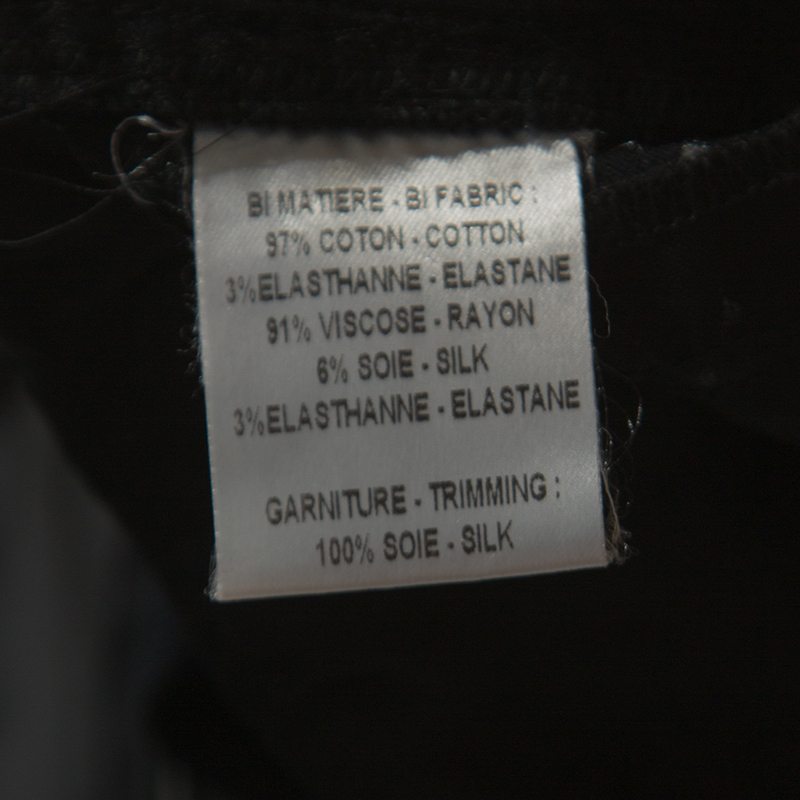 BI MATIERE - BI FABRIC :
97% COTON - COTTON
3%ELASTHANNE - ELASTANE
91% VISCOSE - RAYON
6% SOIE - SILK
3%ELASTHANNE - ELASTANE
GARNITURE - TRIMMING :
100% SOIE - SILK